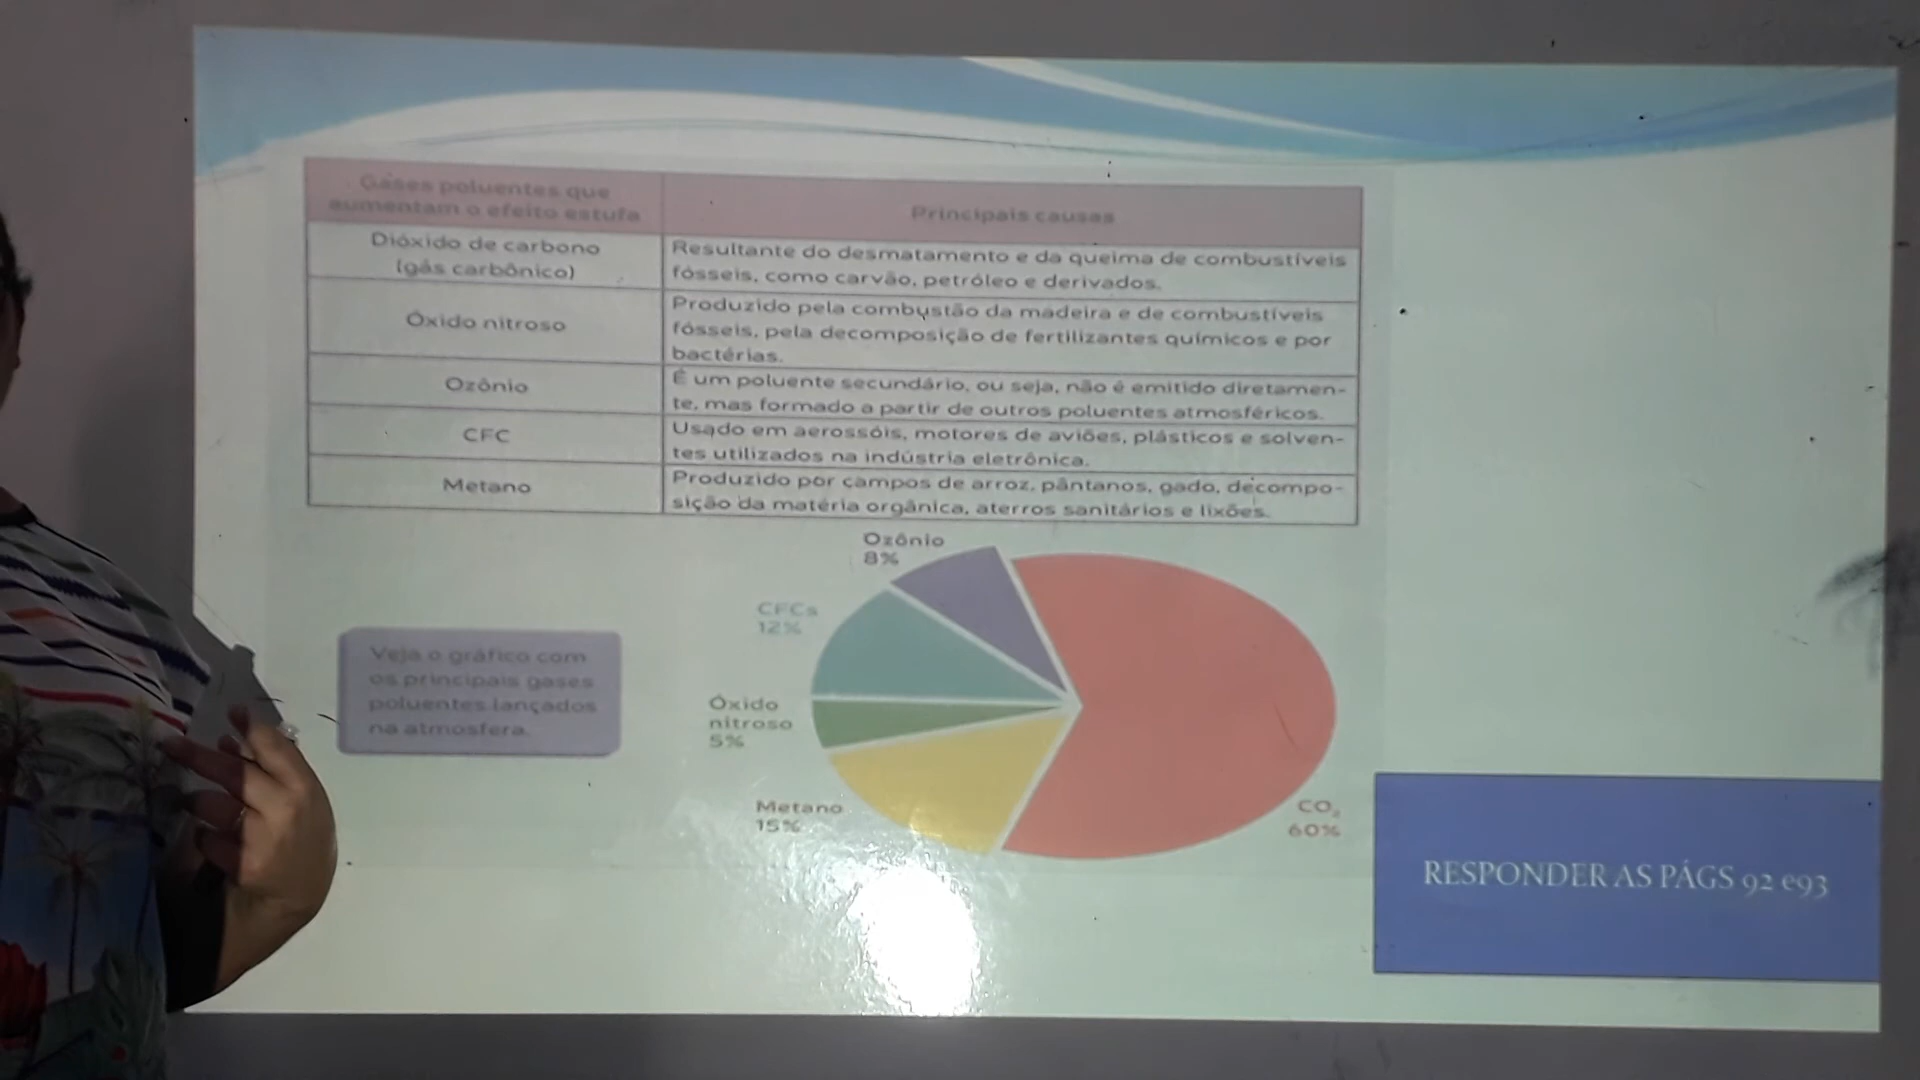 Gases poluentes que
aumentam o efeito estufa
Principais causas
Dióxido de carbono
(gás carbônico)
Resultante do desmatamento e da queima de combustíveis
fósseis, como carvão, petróleo e derivados.
Óxido nitroso
Produzido pela combustão da madeira e de combustíveis
fósseis, pela decomposição de fertilizantes químicos e por
bactérias.
Ozônio
É um poluente secundário, ou seja, não é emitido diretamen-
te, mas formado a partir de outros poluentes atmosféricos.
CFC
Usado em aerossóis, motores de aviões, plásticos e solven-
tes utilizados na indústria eletrônica.
Metano
Produzido por campos de arroz, pântanos, gado, decompo-
sição da matéria orgânica, aterros sanitários e lixões.
Veja o gráfico com
os principais gases
poluentes lançados
na atmosfera.
Ozônio
8%
CFCs
12%
Óxido
nitroso
5%
Metano
15%
CO₂
60%
RESPONDER AS PÁGS 92 e93